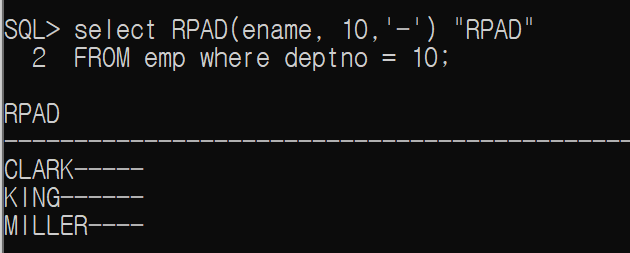 SQL> select RPAD(ename, 10,'-') "RPAD"
  2  FROM emp where deptno = 10;
RPAD
--------------------------------------------------------------------------------
CLARK-----
KING------
MILLER----